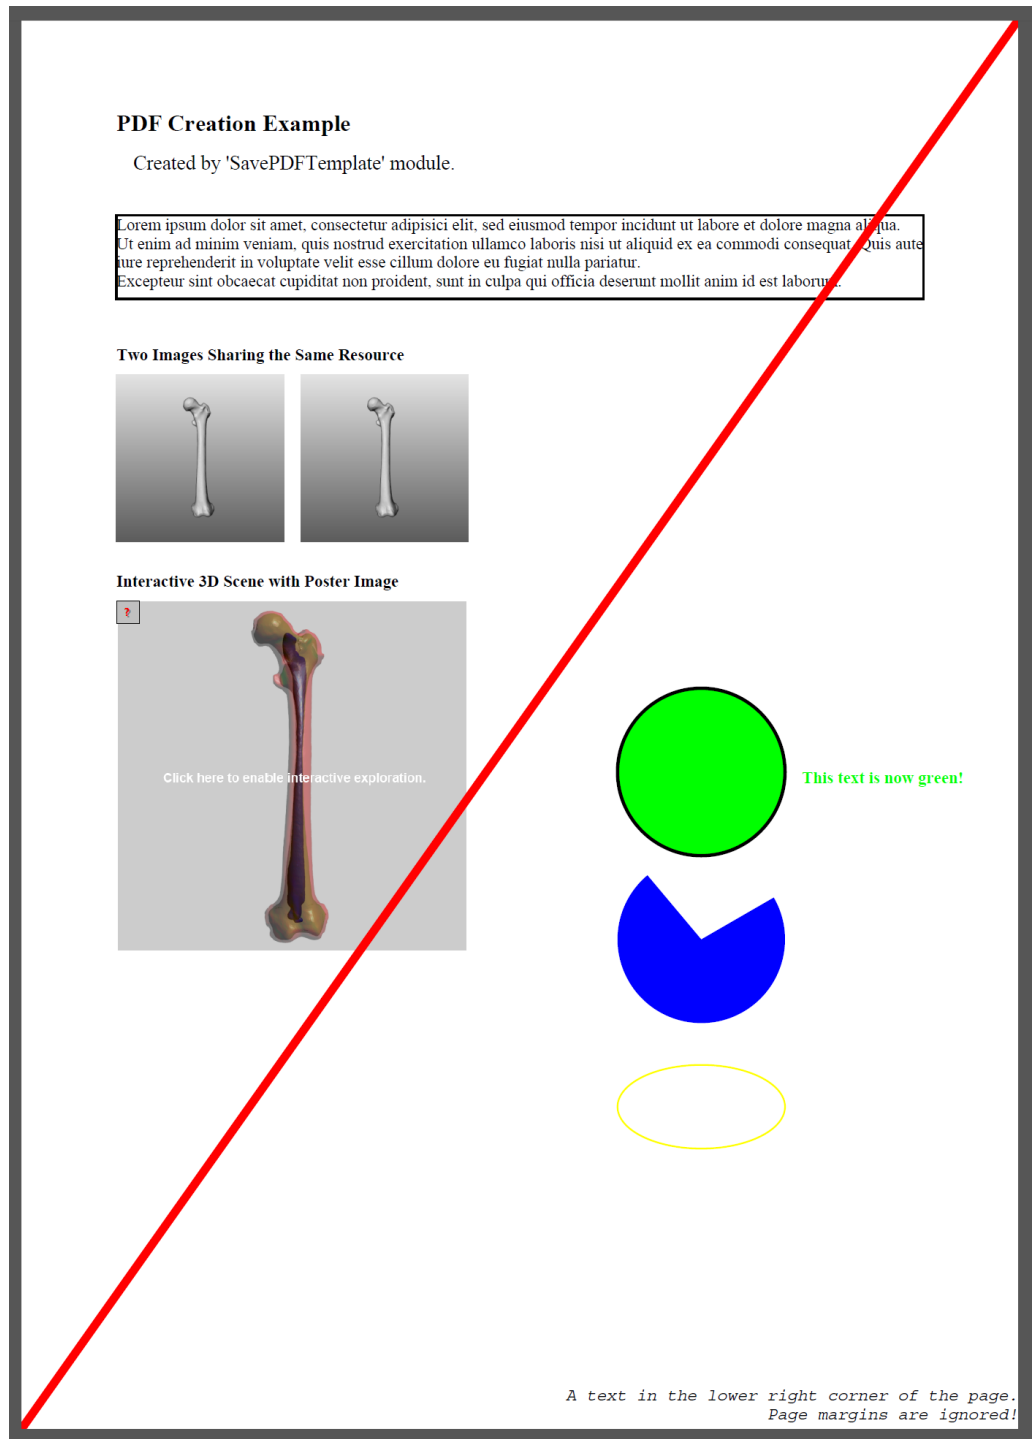 PDF Creation Example
Created by 'SavePDFTemplate' module.
Lorem ipsum dolor sit amet, consectetur adipisici elit, sed eiusmod tempor incidunt ut labore et dolore magna aliqua.
Ut enim ad minim veniam, quis nostrud exercitation ullamco laboris nisi ut aliquid ex ea commodi consequat. Quis aute
iure reprehenderit in voluptate velit esse cillum dolore eu fugiat nulla pariatur.
Excepteur sint obcaecat cupiditat non proident, sunt in culpa qui officia deserunt mollit anim id est laborum.
Two Images Sharing the Same Resource
Interactive 3D Scene with Poster Image
?
Click here to enable interactive exploration.
This text is now green!
A text in the lower right corner of the page.
Page margins are ignored!